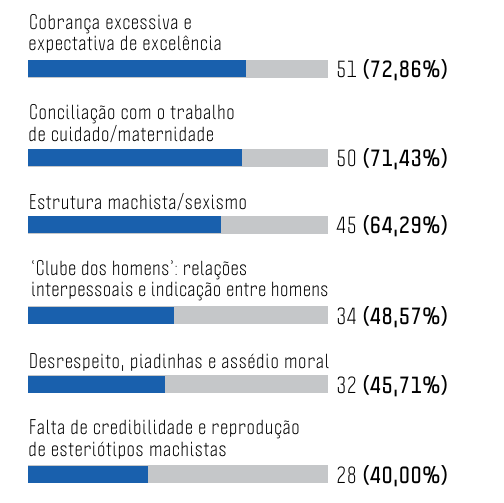 Cobrança excessiva e
expectativa de excelência
51 (72,86%)
Conciliação com o trabalho
de cuidado/maternidade
50 (71,43%)
Estrutura machista/sexismo
45 (64,29%)
‘Clube dos homens’: relações
interpessoais e indicação entre homens
34 (48,57%)
Desrespeito, piadinhas e assédio moral
32 (45,71%)
Falta de credibilidade e reprodução
de esteriótipos machistas
28 (40,00%)